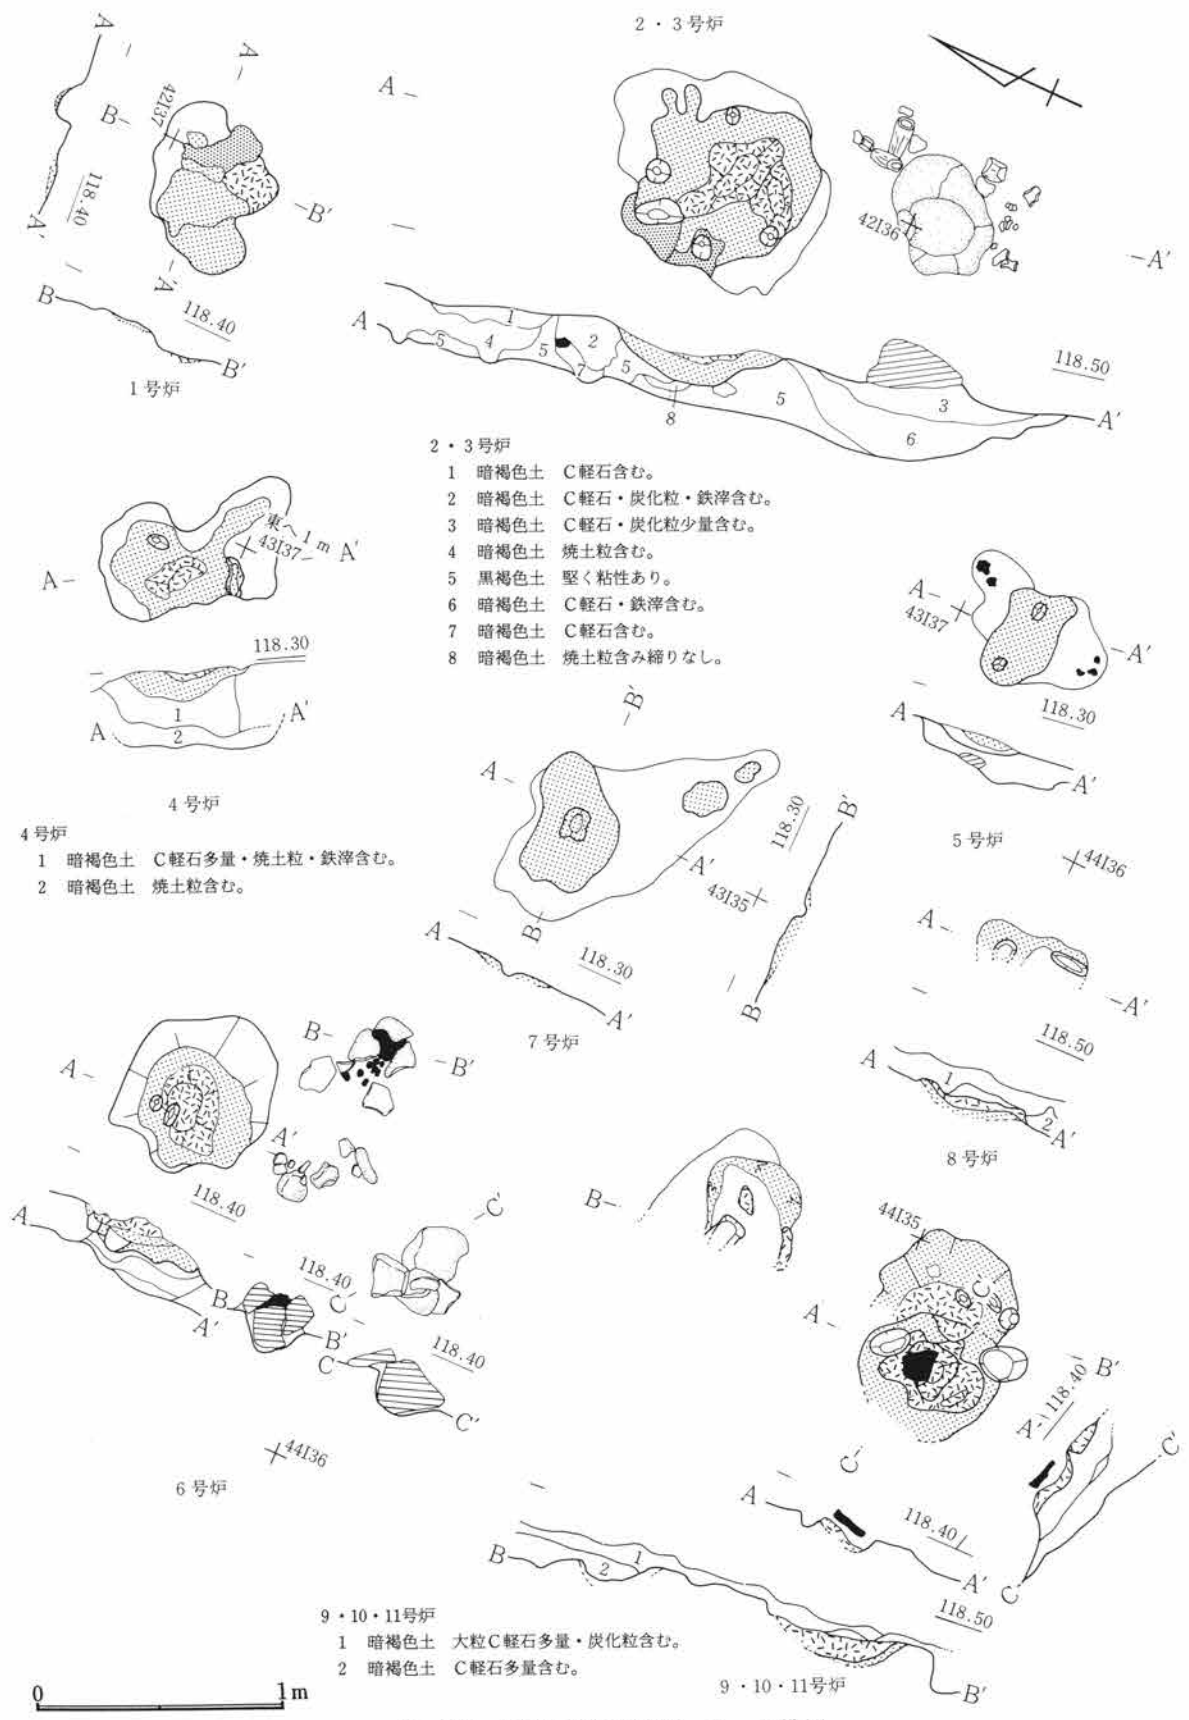 2・3号炉
A
A
B
42I37
B'
A'
118.40
A'
B
118.40
B'
1号炉
A
42I36
A'
A
1
4
5
5
2
7
5
8
5
3
6
118.50
A'
2・3号炉
1 暗褐色土 C軽石含む。
2 暗褐色土 C軽石・炭化粒・鉄滓含む。
3 暗褐色土 C軽石・炭化粒少量含む。
4 暗褐色土 焼土粒含む。
5 黒褐色土 堅く粘性あり。
6 暗褐色土 C軽石・鉄滓含む。
7 暗褐色土 C軽石含む。
8 暗褐色土 焼土粒含み締りなし。
東へ1m
43I37
A
A'
118.30
1
2
A
A'
4号炉
4号炉
1 暗褐色土 C軽石多量・焼土粒・鉄滓含む。
2 暗褐色土 焼土粒含む。
A
43I37
A'
118.30
A
A'
5号炉
B'
A
A'
B
43I35
118.30
B'
B
A
118.30
A'
7号炉
44I36
A
A'
118.50
A
1
2
A'
8号炉
A
A'
B
B'
118.40
A
A'
118.40
B
B'
C'
C
118.40
C
C'
44I36
6号炉
B
44I35
A
C'
B'
A'
C
118.40
C'
C
A
118.40
A'
B
1
2
118.50
B'
9・10・11号炉
9・10・11号炉
1 暗褐色土 大粒C軽石多量・炭化粒含む。
2 暗褐色土 C軽石多量含む。
0 1m